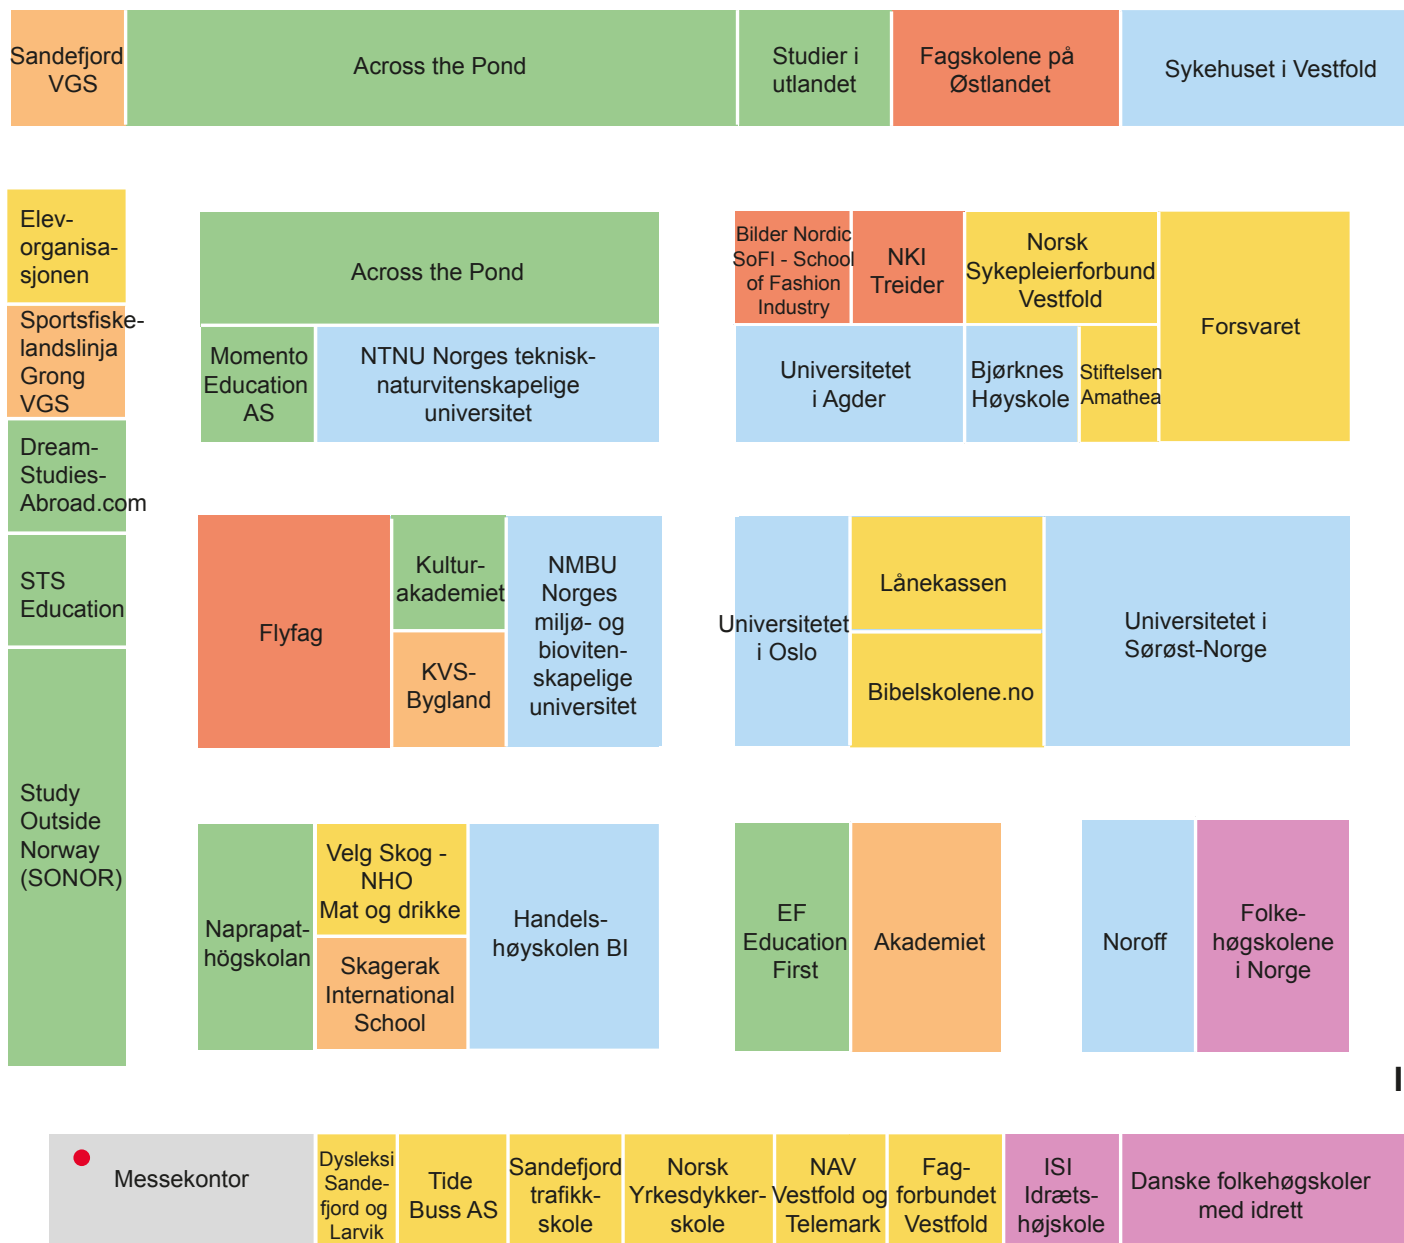 Sandefjord
VGS
Across the Pond
Studier i
utlandet
Fagskolene på
Østlandet
Sykehuset i Vestfold
Elev-
organisa-
sjonen
Sportsfiske-
landslinja
Grong
VGS
Dream-
Studies-
Abroad.com
STS
Education
Study
Outside
Norway
(SONOR)
Across the Pond
Momento
Education
AS
NTNU Norges teknisk-
naturvitenskapelige
universitet
Bilder Nordic
SoFI - School
of Fashion
Industry
NKI
Treider
Norsk
Sykepleierforbund
Vestfold
Forsvaret
Universitetet
i Agder
Bjørknes
Høyskole
Stiftelsen
Amathea
Flyfag
Kultur-
akademiet
KVS-
Bygland
NMBU
Norges
miljø- og
bioviten-
skapelige
universitet
Universitetet
i Oslo
Lånekassen
Bibelskolene.no
Universitetet i
Sørøst-Norge
Naprapat-
högskolan
Velg Skog -
NHO
Mat og drikke
Skagerak
International
School
Handels-
høyskolen BI
EF
Education
First
Akademiet
Noroff
Folke-
høgskolene
i Norge
I
Messekontor
Dysleksi
Sande-
fjord og
Larvik
Tide
Buss AS
Sandefjord
trafikk-
skole
Norsk
Yrkesdykker-
skole
NAV
Vestfold og
Telemark
Fag-
forbundet
Vestfold
ISI
Idræts-
højskole
Danske folkehøgskoler
med idrett